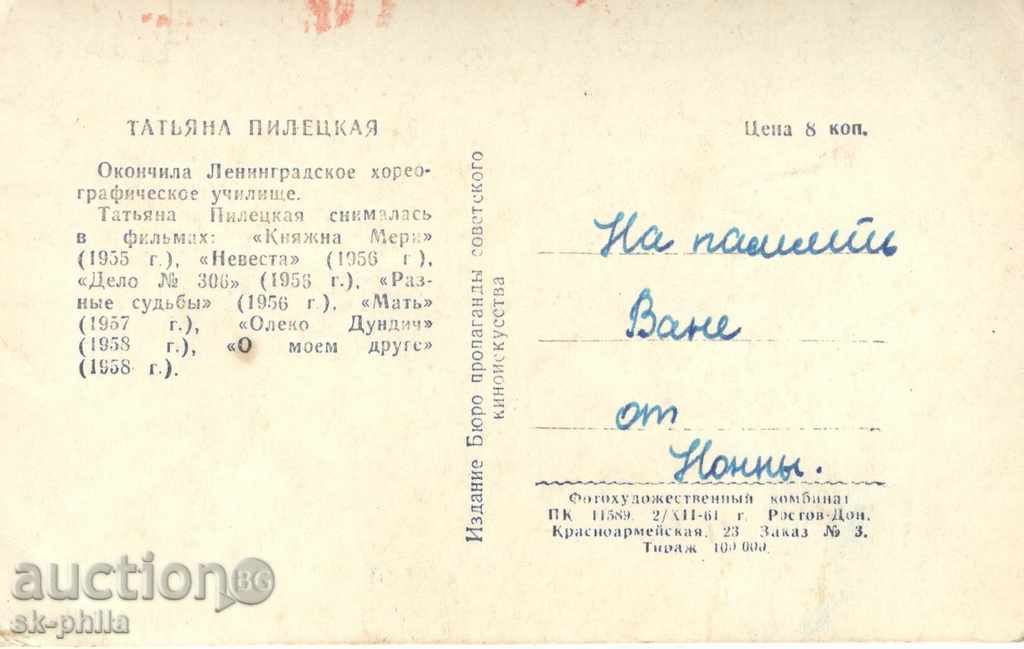 ТАТЬЯНА ПИЛЕЦКАЯ
Окончила Ленинградское хорео-
графическое училище.
Татьяна Пилецкая снималась
в фильмах: «Княжна Мери»
(1955 г.), «Невеста» (1956 г ),
«Дело № 306» (1956 г.), «Раз-
ные судьбы» (1956 г.), «Мать»
(1957 г.), «Олеко Дундич»
(1958 г.), «О моем друге»
(1958 г.).
Издание Бюро пропаганды советского
киноискусства
Цена 8 коп.
На память
Ване
от
Нонны.
Фотохудожественный комбинат
ПК 11589. 2/XII-61 г. Ростов-Дон.
Красноармейская, 23 Заказ № 3.
Тираж 100 000.
auctionBG
sk-philla